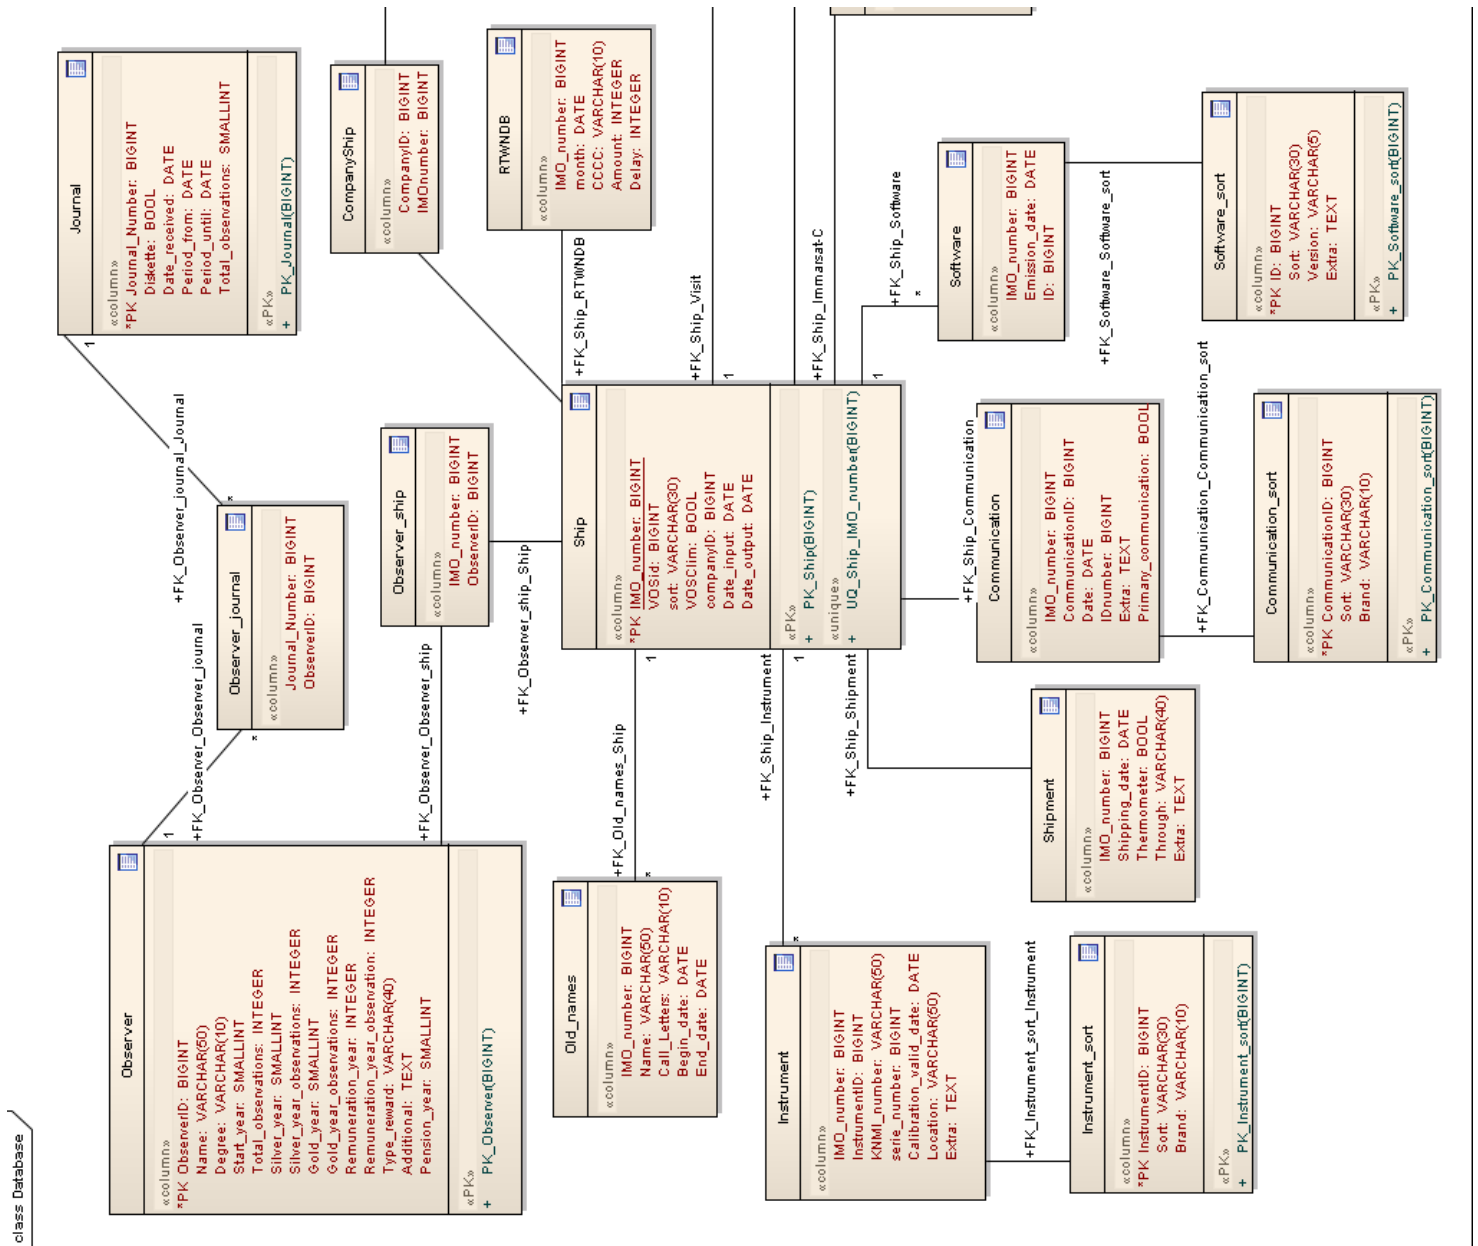 class Database
Observer
«column»
*PK ObserverID: BIGINT
Name: VARCHAR(50)
Degree: VARCHAR(10)
Start_year: SMALLINT
Total_observations: INTEGER
Silver_year: SMALLINT
Silver_year_observations: INTEGER
Gold_year: SMALLINT
Gold_year_observations: INTEGER
Remuneration_year: INTEGER
Remuneration_year_observation: INTEGER
Type_reward: VARCHAR(40)
Additional: TEXT
Pension_year: SMALLINT
«PK»
+ PK_Observer(BIGINT)
1
+FK_Observer_Observer_journal
*
Observer_journal
«column»
Journal_Number: BIGINT
ObserverID: BIGINT
*
+FK_Observer_journal_Journal
1
Journal
«column»
*PK Journal_Number: BIGINT
Diskette: BOOL
Date_received: DATE
Period_from: DATE
Period_until: DATE
Total_observations: SMALLINT
«PK»
+ PK_Journal(BIGINT)
+FK_Observer_Observer_ship
Observer_ship
«column»
IMO_number: BIGINT
ObserverID: BIGINT
+FK_Observer_ship_Ship
CompanyShip
«column»
CompanyID: BIGINT
IMOnumber: BIGINT
RTWNDB
«column»
IMO_number: BIGINT
month: DATE
CCCC: VARCHAR(10)
Amount: INTEGER
Delay: INTEGER
+FK_Ship_RTWNDB
Old_names
«column»
IMO_number: BIGINT
Name: VARCHAR(50)
Call_Letters: VARCHAR(10)
Begin_date: DATE
End_date: DATE
*
+FK_Old_names_Ship
1
Ship
«column»
*PK IMO_number: BIGINT
VOSid: BIGINT
sort: VARCHAR(30)
VOSClim: BOOL
companyID: BIGINT
Date_input: DATE
Date_output: DATE
«PK»
+ PK_Ship(BIGINT)
«unique»
+ UQ_Ship_IMO_number(BIGINT)
+FK_Ship_Visit
1
+FK_Ship_Immarsat-C
1
+FK_Ship_Software
*
Instrument
«column»
IMO_number: BIGINT
InstrumentID: BIGINT
KNMI_number: VARCHAR(50)
serie_number: BIGINT
Calibration_valid_date: DATE
Location: VARCHAR(50)
Extra: TEXT
*
+FK_Ship_Instrument
1
+FK_Ship_Shipment
Shipment
«column»
IMO_number: BIGINT
Shipping_date: DATE
Thermometer: BOOL
Through: VARCHAR(40)
Extra: TEXT
+FK_Ship_Communication
Communication
«column»
IMO_number: BIGINT
CommunicationID: BIGINT
Date: DATE
IDnumber: BIGINT
Extra: TEXT
Primary_communication: BOOL
Software
«column»
IMO_number: BIGINT
Emission_date: DATE
ID: BIGINT
+FK_Instrument_sort_Instrument
Instrument_sort
«column»
*PK InstrumentID: BIGINT
Sort: VARCHAR(30)
Brand: VARCHAR(10)
«PK»
+ PK_Instrument_sort(BIGINT)
+FK_Communication_Communication_sort
Communication_sort
«column»
*PK CommunicationID: BIGINT
Sort: VARCHAR(30)
Brand: VARCHAR(10)
«PK»
+ PK_Communication_sort(BIGINT)
+FK_Software_Software_sort
Software_sort
«column»
*PK ID: BIGINT
Sort: VARCHAR(30)
Version: VARCHAR(5)
Extra: TEXT
«PK»
+ PK_Software_sort(BIGINT)